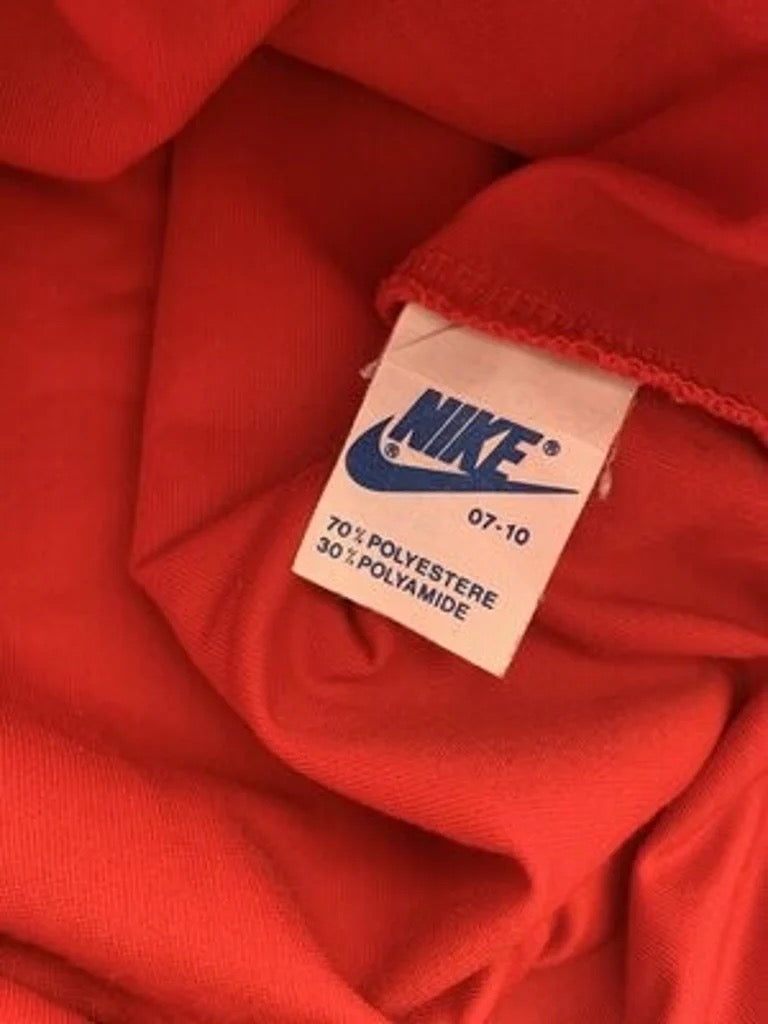 NIKE®
®
07-10
70% POLYESTERE
30% POLYAMIDE